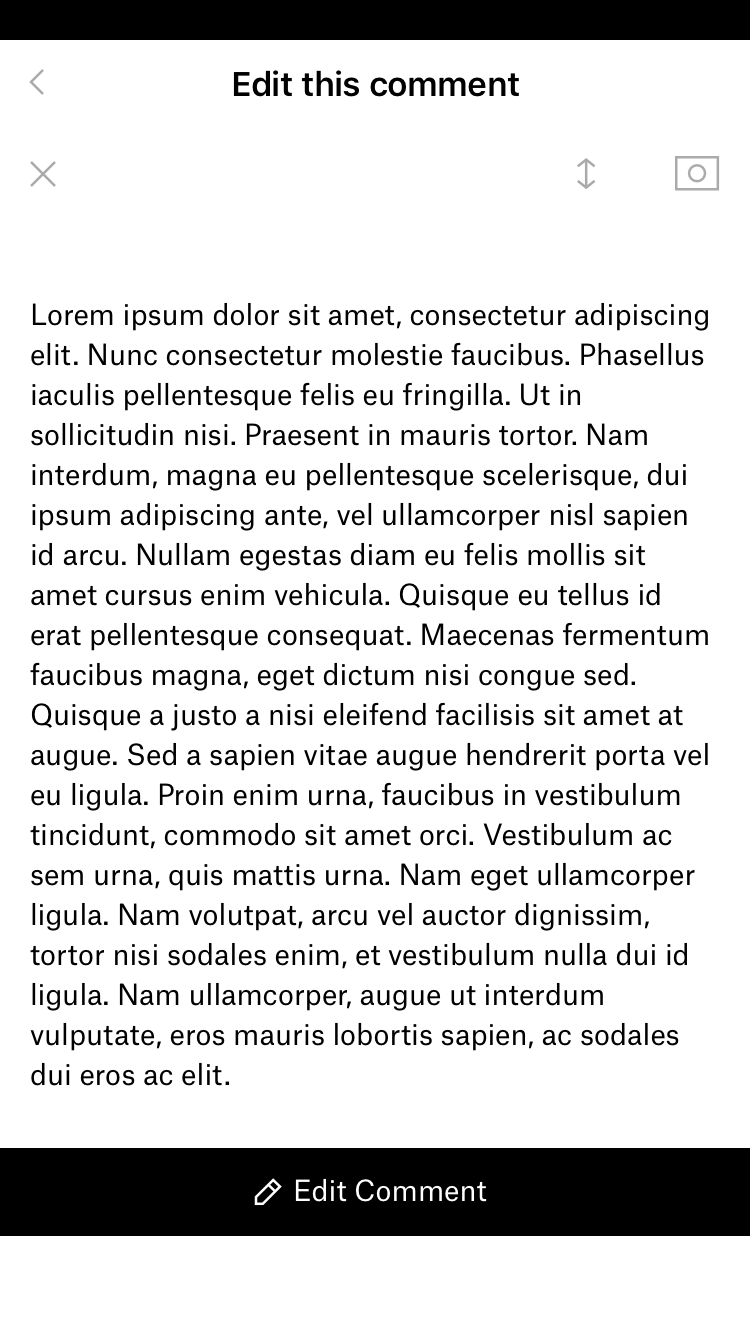 Edit this comment
Lorem ipsum dolor sit amet, consectetur adipiscing
elit. Nunc consectetur molestie faucibus. Phasellus
iaculis pellentesque felis eu fringilla. Ut in
sollicitudin nisi. Praesent in mauris tortor. Nam
interdum, magna eu pellentesque scelerisque, dui
ipsum adipiscing ante, vel ullamcorper nisl sapien
id arcu. Nullam egestas diam eu felis mollis sit
amet cursus enim vehicula. Quisque eu tellus id
erat pellentesque consequat. Maecenas fermentum
faucibus magna, eget dictum nisi congue sed.
Quisque a justo a nisi eleifend facilisis sit amet at
augue. Sed a sapien vitae augue hendrerit porta vel
eu ligula. Proin enim urna, faucibus in vestibulum
tincidunt, commodo sit amet orci. Vestibulum ac
sem urna, quis mattis urna. Nam eget ullamcorper
ligula. Nam volutpat, arcu vel auctor dignissim,
tortor nisi sodales enim, et vestibulum nulla dui id
ligula. Nam ullamcorper, augue ut interdum
vulputate, eros mauris lobortis sapien, ac sodales
dui eros ac elit.
Edit Comment